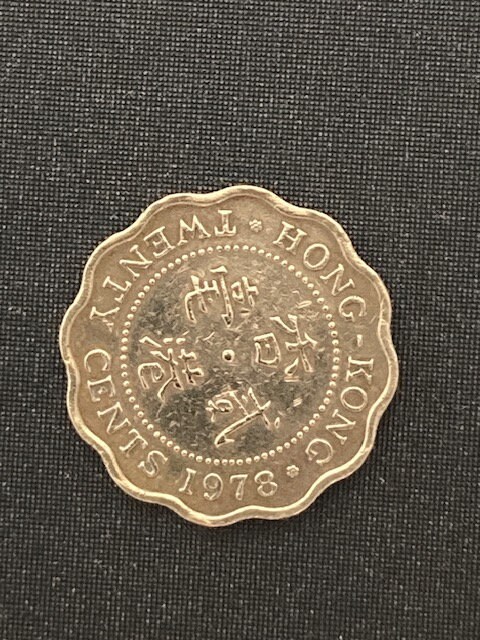 HONG-KONG
TWENTY CENTS 1978
香港
貳毫